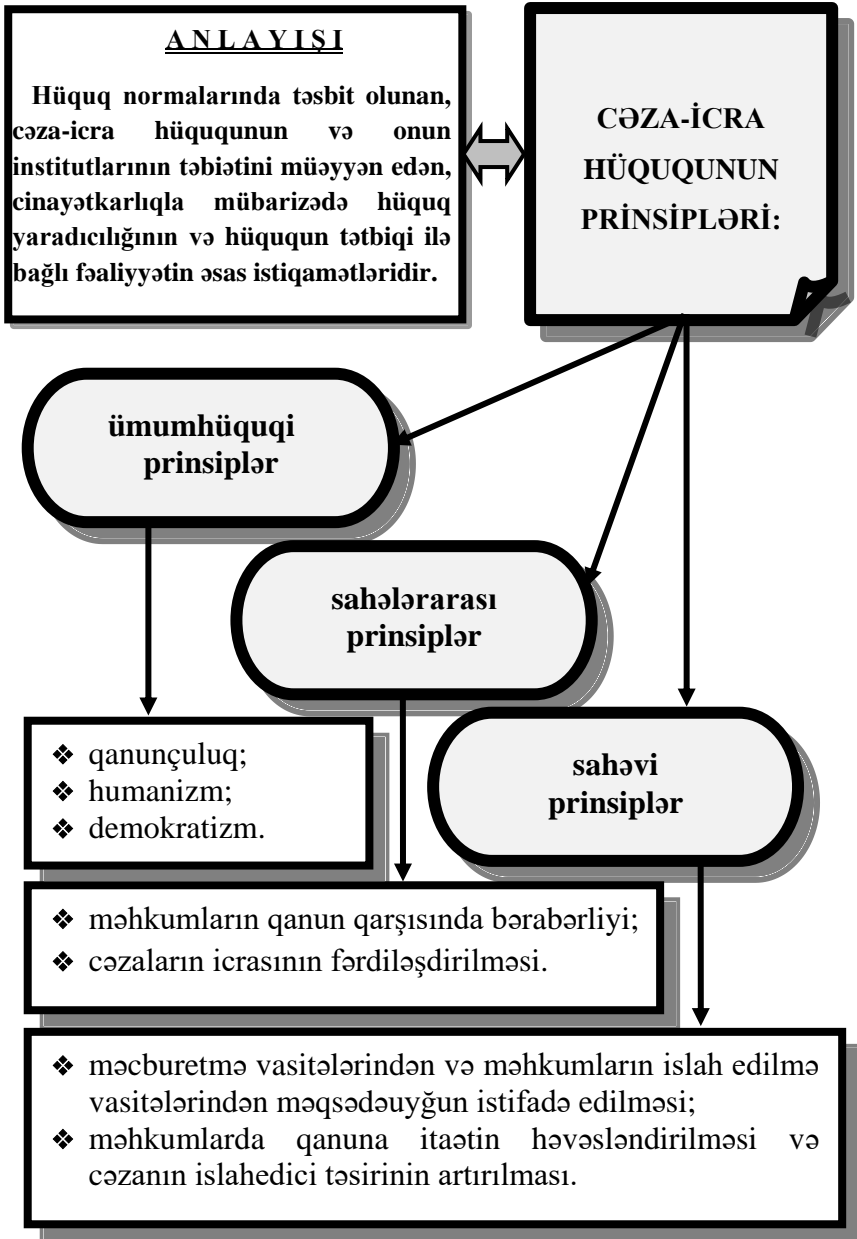 ANLAYIŞI
Hüquq normalarında təsbit olunan,
cəza-icra hüququnun və onun
institutlarının təbiətini müəyyən edən,
cinayətkarlıqla mübarizədə hüquq
yaradıcılığının və hüququn tətbiqi ilə
bağlı fəaliyyətin əsas istiqamətləridir.
CƏZA-İCRA
HÜQUQUNUN
PRİNSİPLƏRİ:
ümumhüquqi
prinsiplər
sahələrarası
prinsiplər
sahəvi
prinsiplər
❖ qanunçuluq;
❖ humanizm;
❖ demokratizm.
❖ məhkumların qanun qarşısında bərabərliyi;
❖ cəzaların icrasının fərdiləşdirilməsi.
❖ məcburetmə vasitələrindən və məhkumların islah edilmə
vasitələrindən məqsədəuyğun istifadə edilməsi;
❖ məhkumlarda qanuna itaətin həvəsləndirilməsi və
cəzanın islahedici təsirinin artırılması.